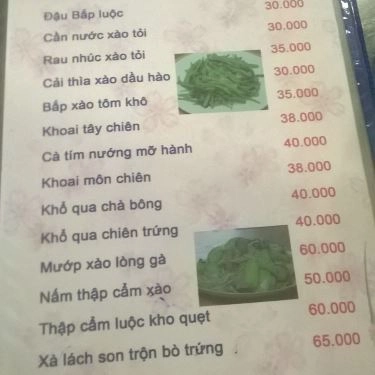 Đậu Bắp luộc 30.000
Cần nước xào tỏi 30.000
Rau nhúc xào tỏi 35.000
Cải thìa xào dầu hào 30.000
Bắp xào tôm khô 35.000
Khoai tây chiên 38.000
Cà tím nướng mỡ hành 40.000
Khoai môn chiên 38.000
Khổ qua chà bông 40.000
Khổ qua chiên trứng 40.000
Mướp xào lòng gà 60.000
Nấm thập cẩm xào 50.000
Thập cẩm luộc kho quẹt 60.000
Xà lách son trộn bò trứng 65.000